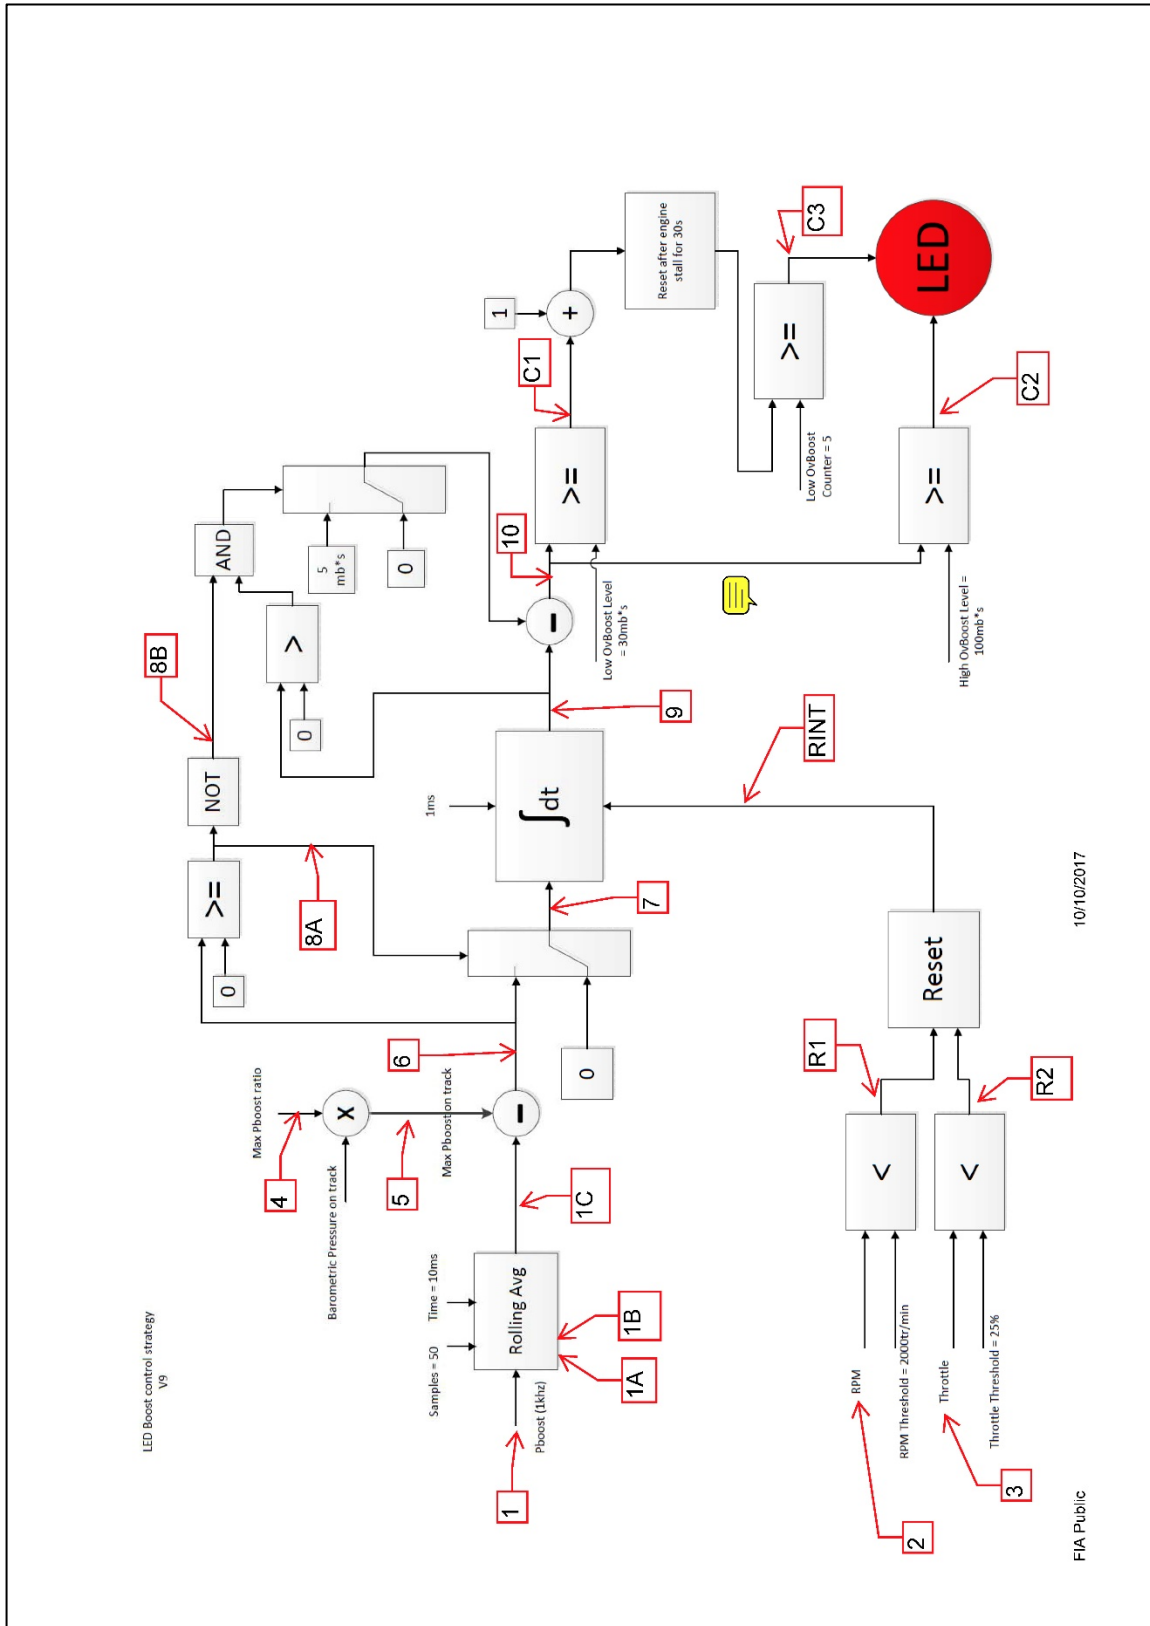 LED Boost control strategy
V9
Max Pboost ratio
4
Barometric Pressure on track
X
5
Max Pboost on track
6
Samples = 50
Time = 10ms
Rolling Avg
1
Pboost (1khz)
1A
1B
1C
-
0
>=
0
8A
NOT
8B
7
1ms
∫dt
9
0
>
AND
5
mb*s
0
-
10
Low OvBoost Level
= 30mb*s
>=
C1
1
+
Reset after engine
stall for 30s
Low OvBoost
Counter = 5
>=
C3
High OvBoost Level =
100mb*s
>=
C2
LED
RINT
2
RPM
RPM Threshold = 2000tr/min
<
R1
3
Throttle
Throttle Threshold = 25%
<
R2
Reset
FIA Public
10/10/2017